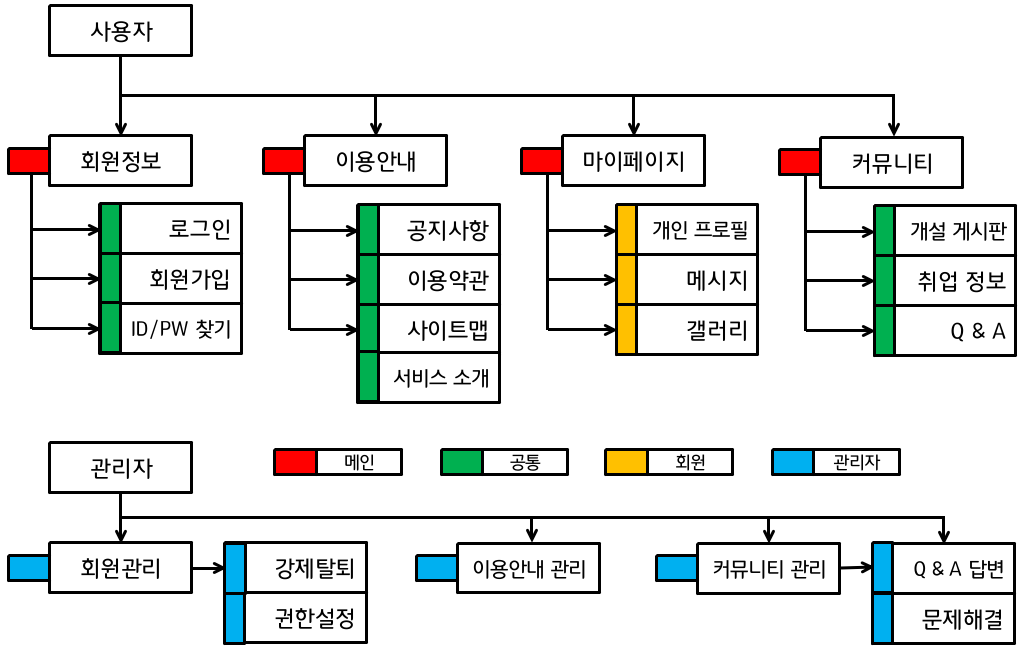 사용자
회원정보
이용안내
마이페이지
커뮤니티
로그인
회원가입
ID/PW 찾기
공지사항
이용약관
사이트맵
서비스 소개
개인 프로필
메시지
갤러리
개설 게시판
취업 정보
Q & A
관리자
메인
공통
회원
관리자
회원관리
강제탈퇴
권한설정
이용안내 관리
커뮤니티 관리
Q & A 답변
문제해결